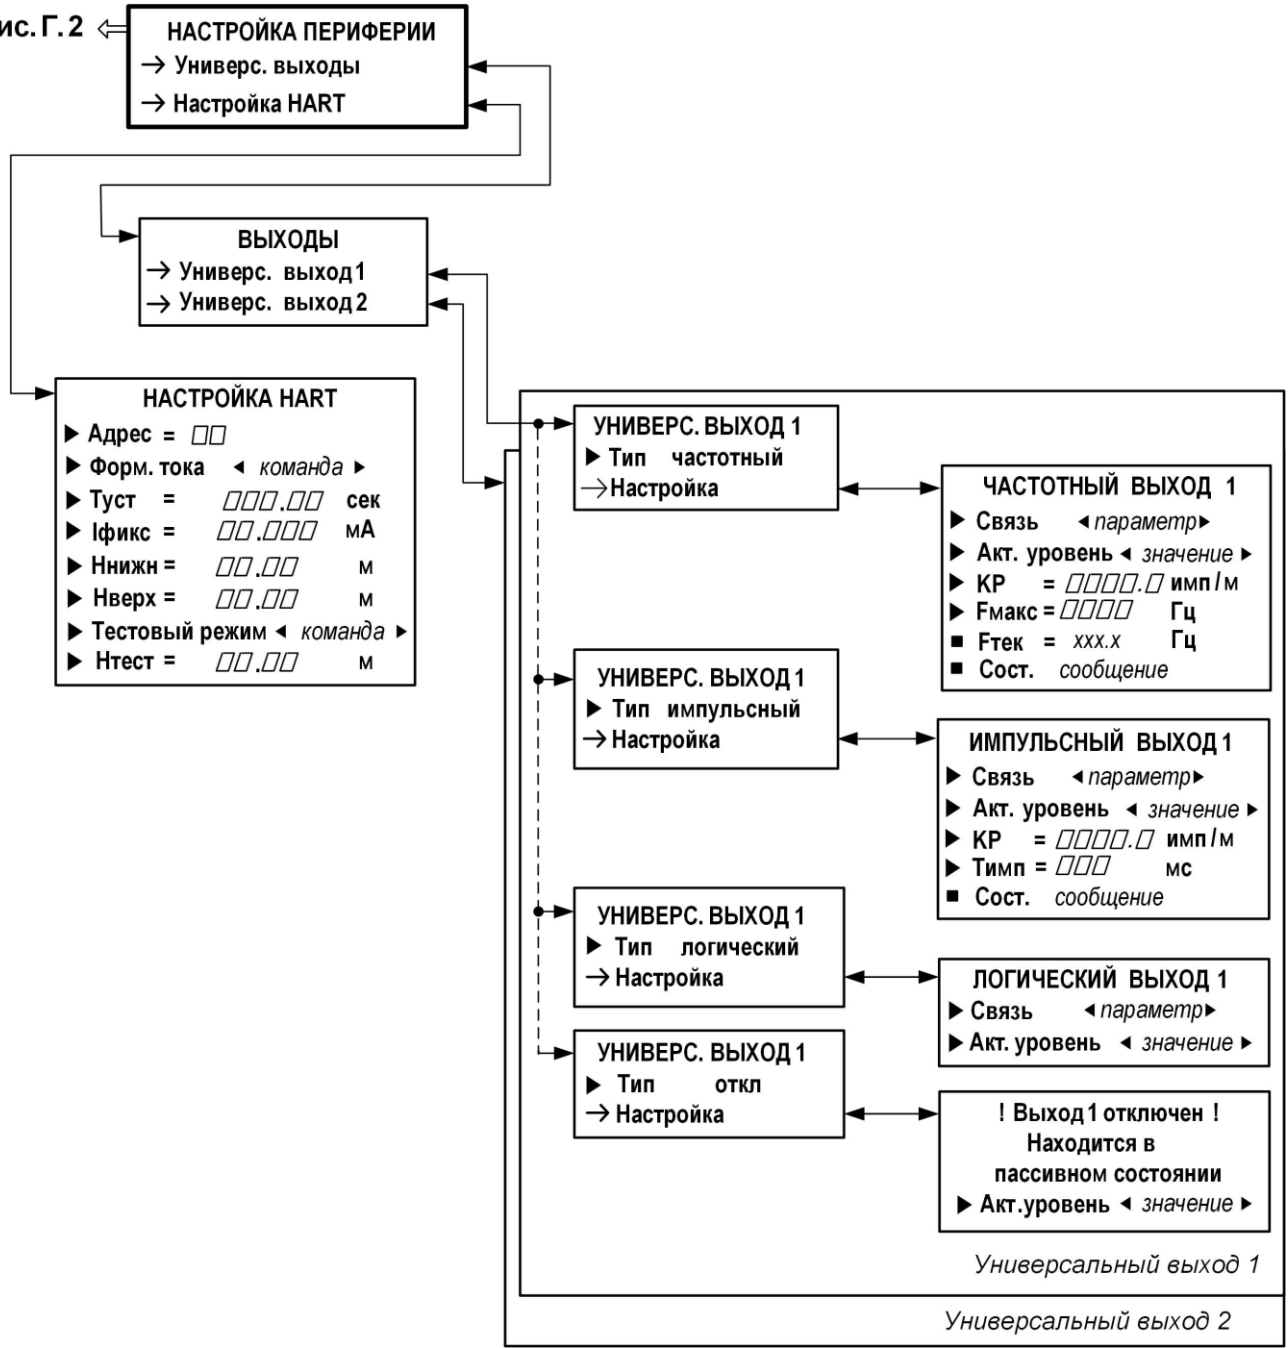 ис. Г. 2
НАСТРОЙКА ПЕРИФЕРИИ
→ Универс. выходы
→ Настройка HART
ВЫХОДЫ
→ Универс. выход 1
→ Универс. выход 2
НАСТРОЙКА HART
▶ Адрес = □□
▶ Форм. тока ◀ команда ▶
▶ Туст = □□□.□□ сек
▶ Iфикс = □□.□□□ мА
▶ Ннижн = □□.□□ м
▶ Нверх = □□.□□ м
▶ Тестовый режим ◀ команда ▶
▶ Нтест = □□.□□ м
УНИВЕРС. ВЫХОД 1
▶ Тип частотный
→ Настройка
ЧАСТОТНЫЙ ВЫХОД 1
▶ Связь ◀ параметр ▶
▶ Акт. уровень ◀ значение ▶
▶ KP = □□□□.□ имп/м
▶ Fмакс = □□□□ Гц
■ Fтек = xxx.x Гц
■ Сост. сообщение
УНИВЕРС. ВЫХОД 1
▶ Тип импульсный
→ Настройка
ИМПУЛЬСНЫЙ ВЫХОД 1
▶ Связь ◀ параметр ▶
▶ Акт. уровень ◀ значение ▶
▶ KP = □□□□.□ имп/м
▶ Тимп = □□□ мс
■ Сост. сообщение
УНИВЕРС. ВЫХОД 1
▶ Тип логический
→ Настройка
ЛОГИЧЕСКИЙ ВЫХОД 1
▶ Связь ◀ параметр ▶
▶ Акт. уровень ◀ значение ▶
УНИВЕРС. ВЫХОД 1
▶ Тип откл
→ Настройка
! Выход 1 отключен !
Находится в
пассивном состоянии
▶ Акт.уровень ◀ значение ▶
Универсальный выход 1
Универсальный выход 2